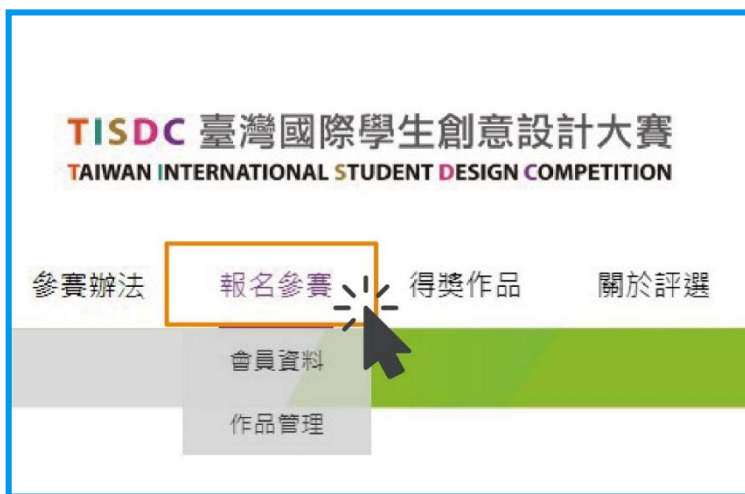 TISDC 臺灣國際學生創意設計大賽
TAIWAN INTERNATIONAL STUDENT DESIGN COMPETITION
參賽辦法 報名參賽 得獎作品 關於評選
會員資料
作品管理